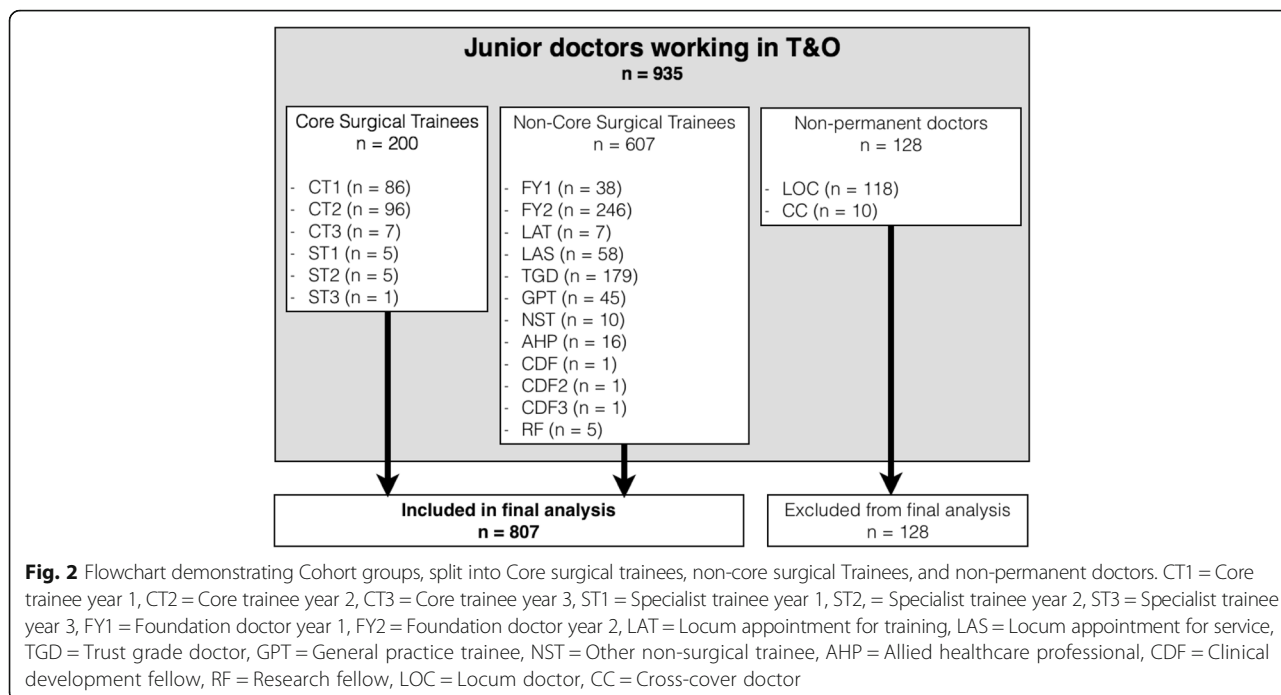 Junior doctors working in T&O
n = 935
Core Surgical Trainees
n = 200
- CT1 (n = 86)
- CT2 (n = 96)
- CT3 (n = 7)
- ST1 (n = 5)
- ST2 (n = 5)
- ST3 (n = 1)
Non-Core Surgical Trainees
n = 607
- FY1 (n = 38)
- FY2 (n = 246)
- LAT (n = 7)
- LAS (n = 58)
- TGD (n = 179)
- GPT (n = 45)
- NST (n = 10)
- AHP (n = 16)
- CDF (n = 1)
- CDF2 (n = 1)
- CDF3 (n = 1)
- RF (n = 5)
Non-permanent doctors
n = 128
- LOC (n = 118)
- CC (n = 10)
Included in final analysis
n = 807
Excluded from final analysis
n = 128
Fig. 2 Flowchart demonstrating Cohort groups, split into Core surgical trainees, non-core surgical Trainees, and non-permanent doctors. CT1 = Core
trainee year 1, CT2 = Core trainee year 2, CT3 = Core trainee year 3, ST1 = Specialist trainee year 1, ST2, = Specialist trainee year 2, ST3 = Specialist trainee
year 3, FY1 = Foundation doctor year 1, FY2 = Foundation doctor year 2, LAT = Locum appointment for training, LAS = Locum appointment for service,
TGD = Trust grade doctor, GPT = General practice trainee, NST = Other non-surgical trainee, AHP = Allied healthcare professional, CDF = Clinical
development fellow, RF = Research fellow, LOC = Locum doctor, CC = Cross-cover doctor